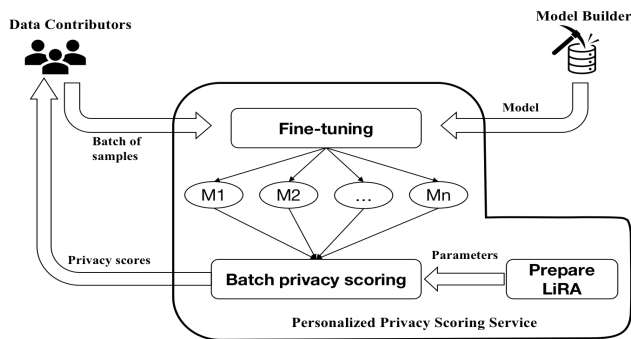 Data Contributors
Model Builder
Fine-tuning
Model
Batch of
samples
M1
M2
...
Mn
Privacy scores
Batch privacy scoring
Parameters
Prepare
LiRA
Personalized Privacy Scoring Service